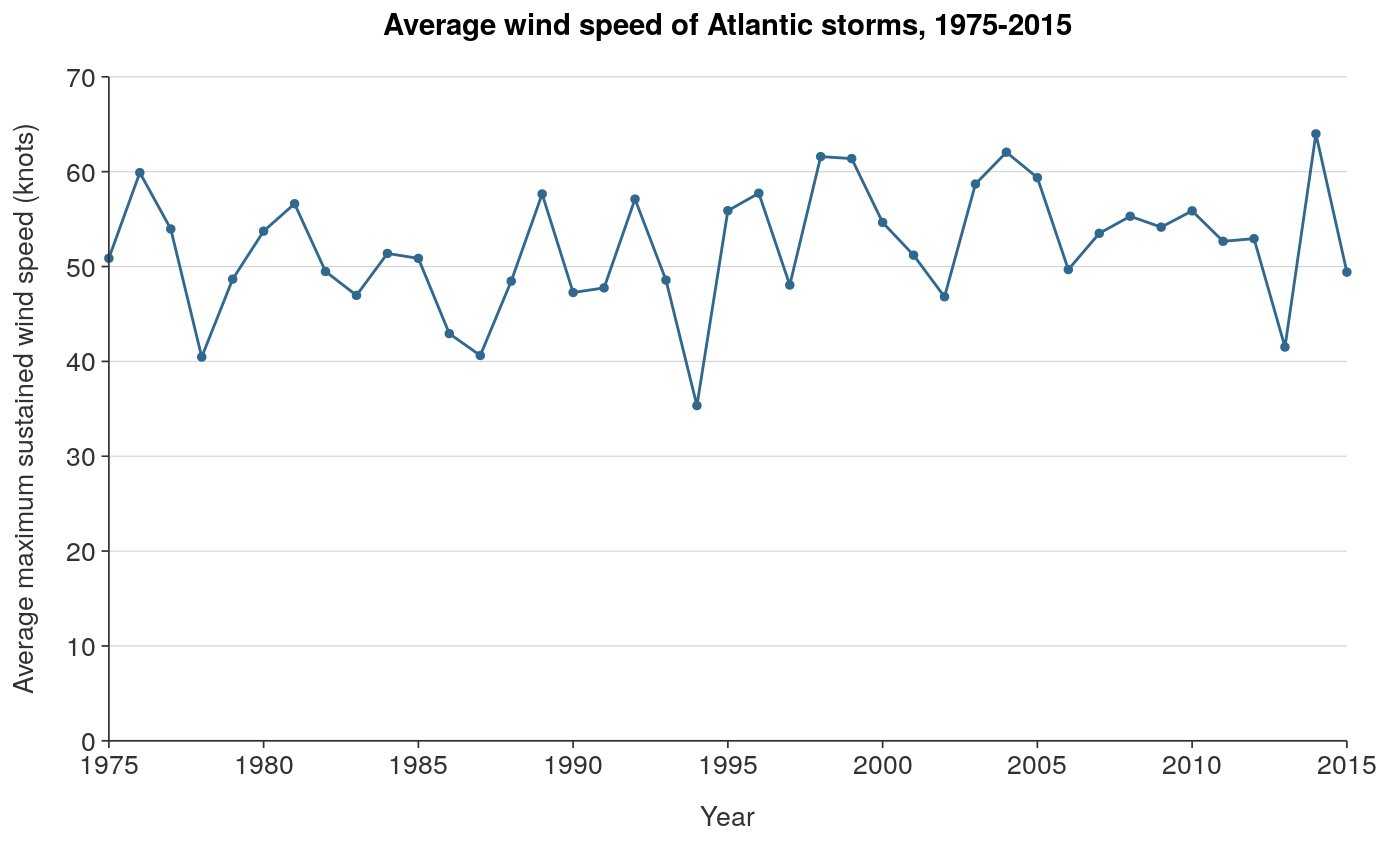 Average wind speed of Atlantic storms, 1975-2015
Average maximum sustained wind speed (knots)
70
60
50
40
30
20
10
0
1975 1980 1985 1990 1995 2000 2005 2010 2015
Year